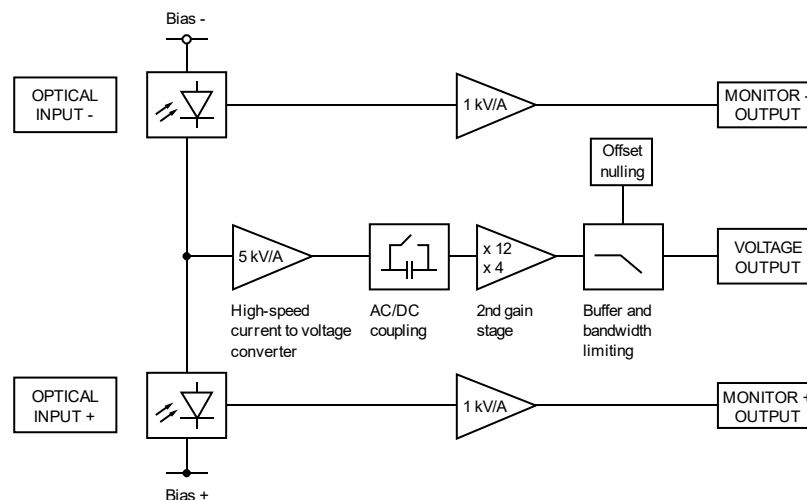 Bias -
OPTICAL
INPUT -
1 kV/A
MONITOR -
OUTPUT
Offset
nulling
5 kV/A
x 12
x 4
VOLTAGE
OUTPUT
High-speed
current to voltage
converter
AC/DC
coupling
2nd gain
stage
Buffer and
bandwidth
limiting
OPTICAL
INPUT +
1 kV/A
MONITOR +
OUTPUT
Bias +